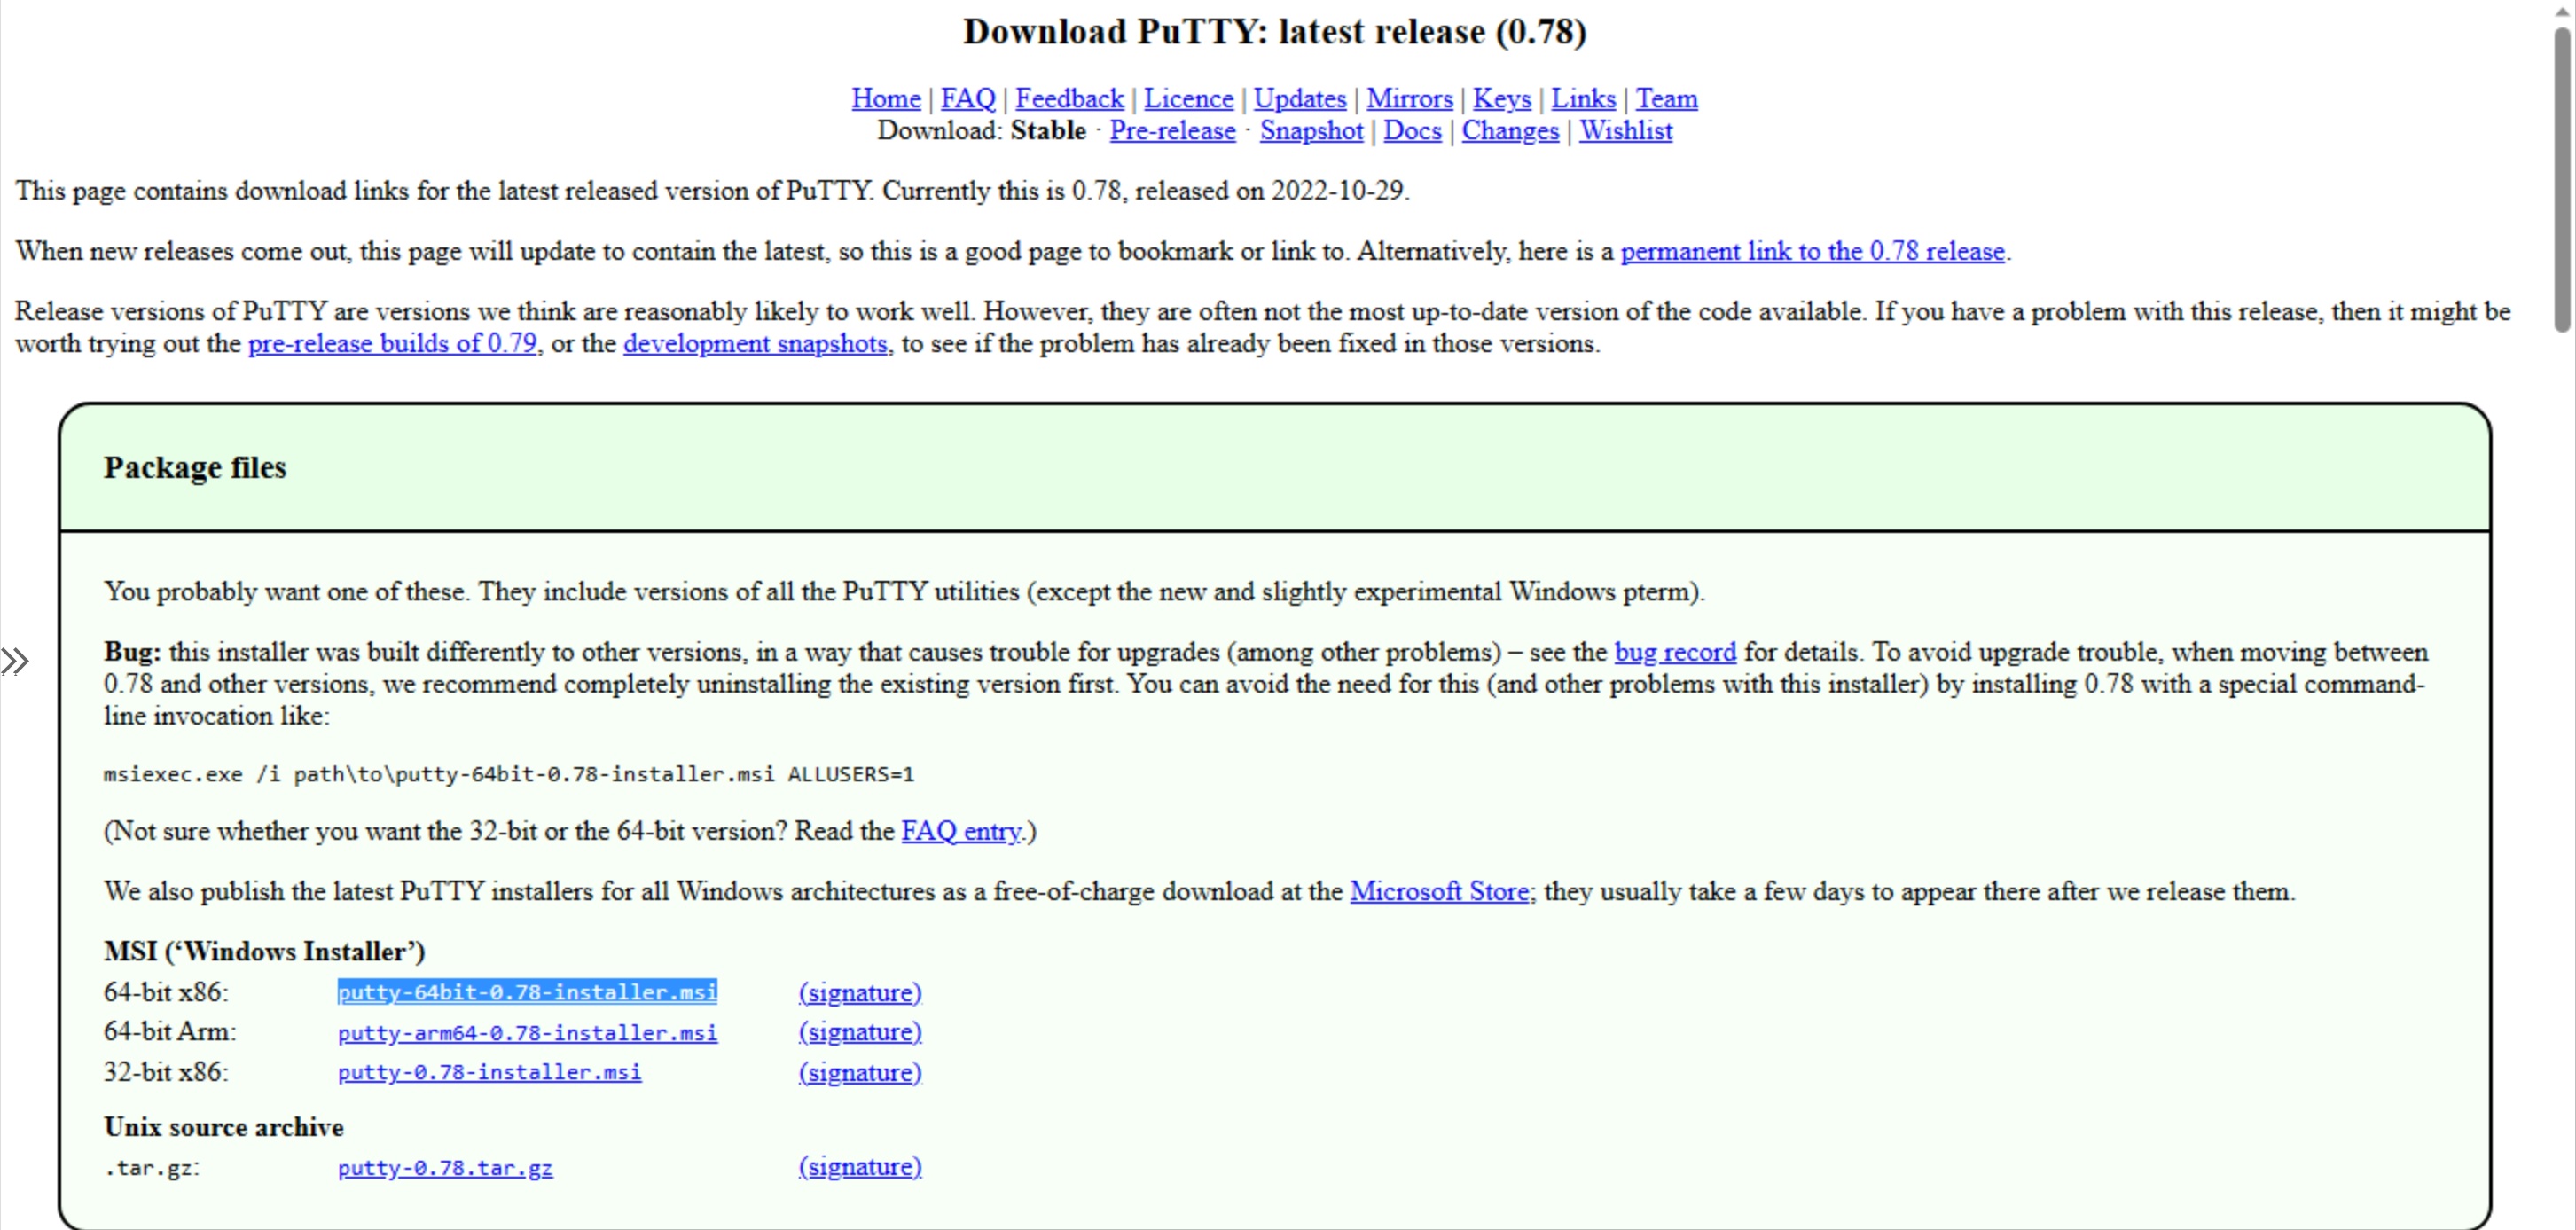 Download PuTTY: latest release (0.78)
Home | FAQ | Feedback | Licence | Updates | Mirrors | Keys | Links | Team
Download: Stable · Pre-release · Snapshot | Docs | Changes | Wishlist
This page contains download links for the latest released version of PuTTY. Currently this is 0.78, released on 2022-10-29.
When new releases come out, this page will update to contain the latest, so this is a good page to bookmark or link to. Alternatively, here is a permanent link to the 0.78 release.
Release versions of PuTTY are versions we think are reasonably likely to work well. However, they are often not the most up-to-date version of the code available. If you have a problem with this release, then it might be
worth trying out the pre-release builds of 0.79, or the development snapshots, to see if the problem has already been fixed in those versions.
Package files
You probably want one of these. They include versions of all the PuTTY utilities (except the new and slightly experimental Windows pterm).
Bug: this installer was built differently to other versions, in a way that causes trouble for upgrades (among other problems) – see the bug record for details. To avoid upgrade trouble, when moving between
0.78 and other versions, we recommend completely uninstalling the existing version first. You can avoid the need for this (and other problems with this installer) by installing 0.78 with a special command-
line invocation like:
msiexec.exe /i path\to\putty-64bit-0.78-installer.msi ALLUSERS=1
(Not sure whether you want the 32-bit or the 64-bit version? Read the FAQ entry.)
We also publish the latest PuTTY installers for all Windows architectures as a free-of-charge download at the Microsoft Store; they usually take a few days to appear there after we release them.
MSI (‘Windows Installer’)
64-bit x86: putty-64bit-0.78-installer.msi (signature)
64-bit Arm: putty-arm64-0.78-installer.msi (signature)
32-bit x86: putty-0.78-installer.msi (signature)
Unix source archive
.tar.gz: putty-0.78.tar.gz (signature)